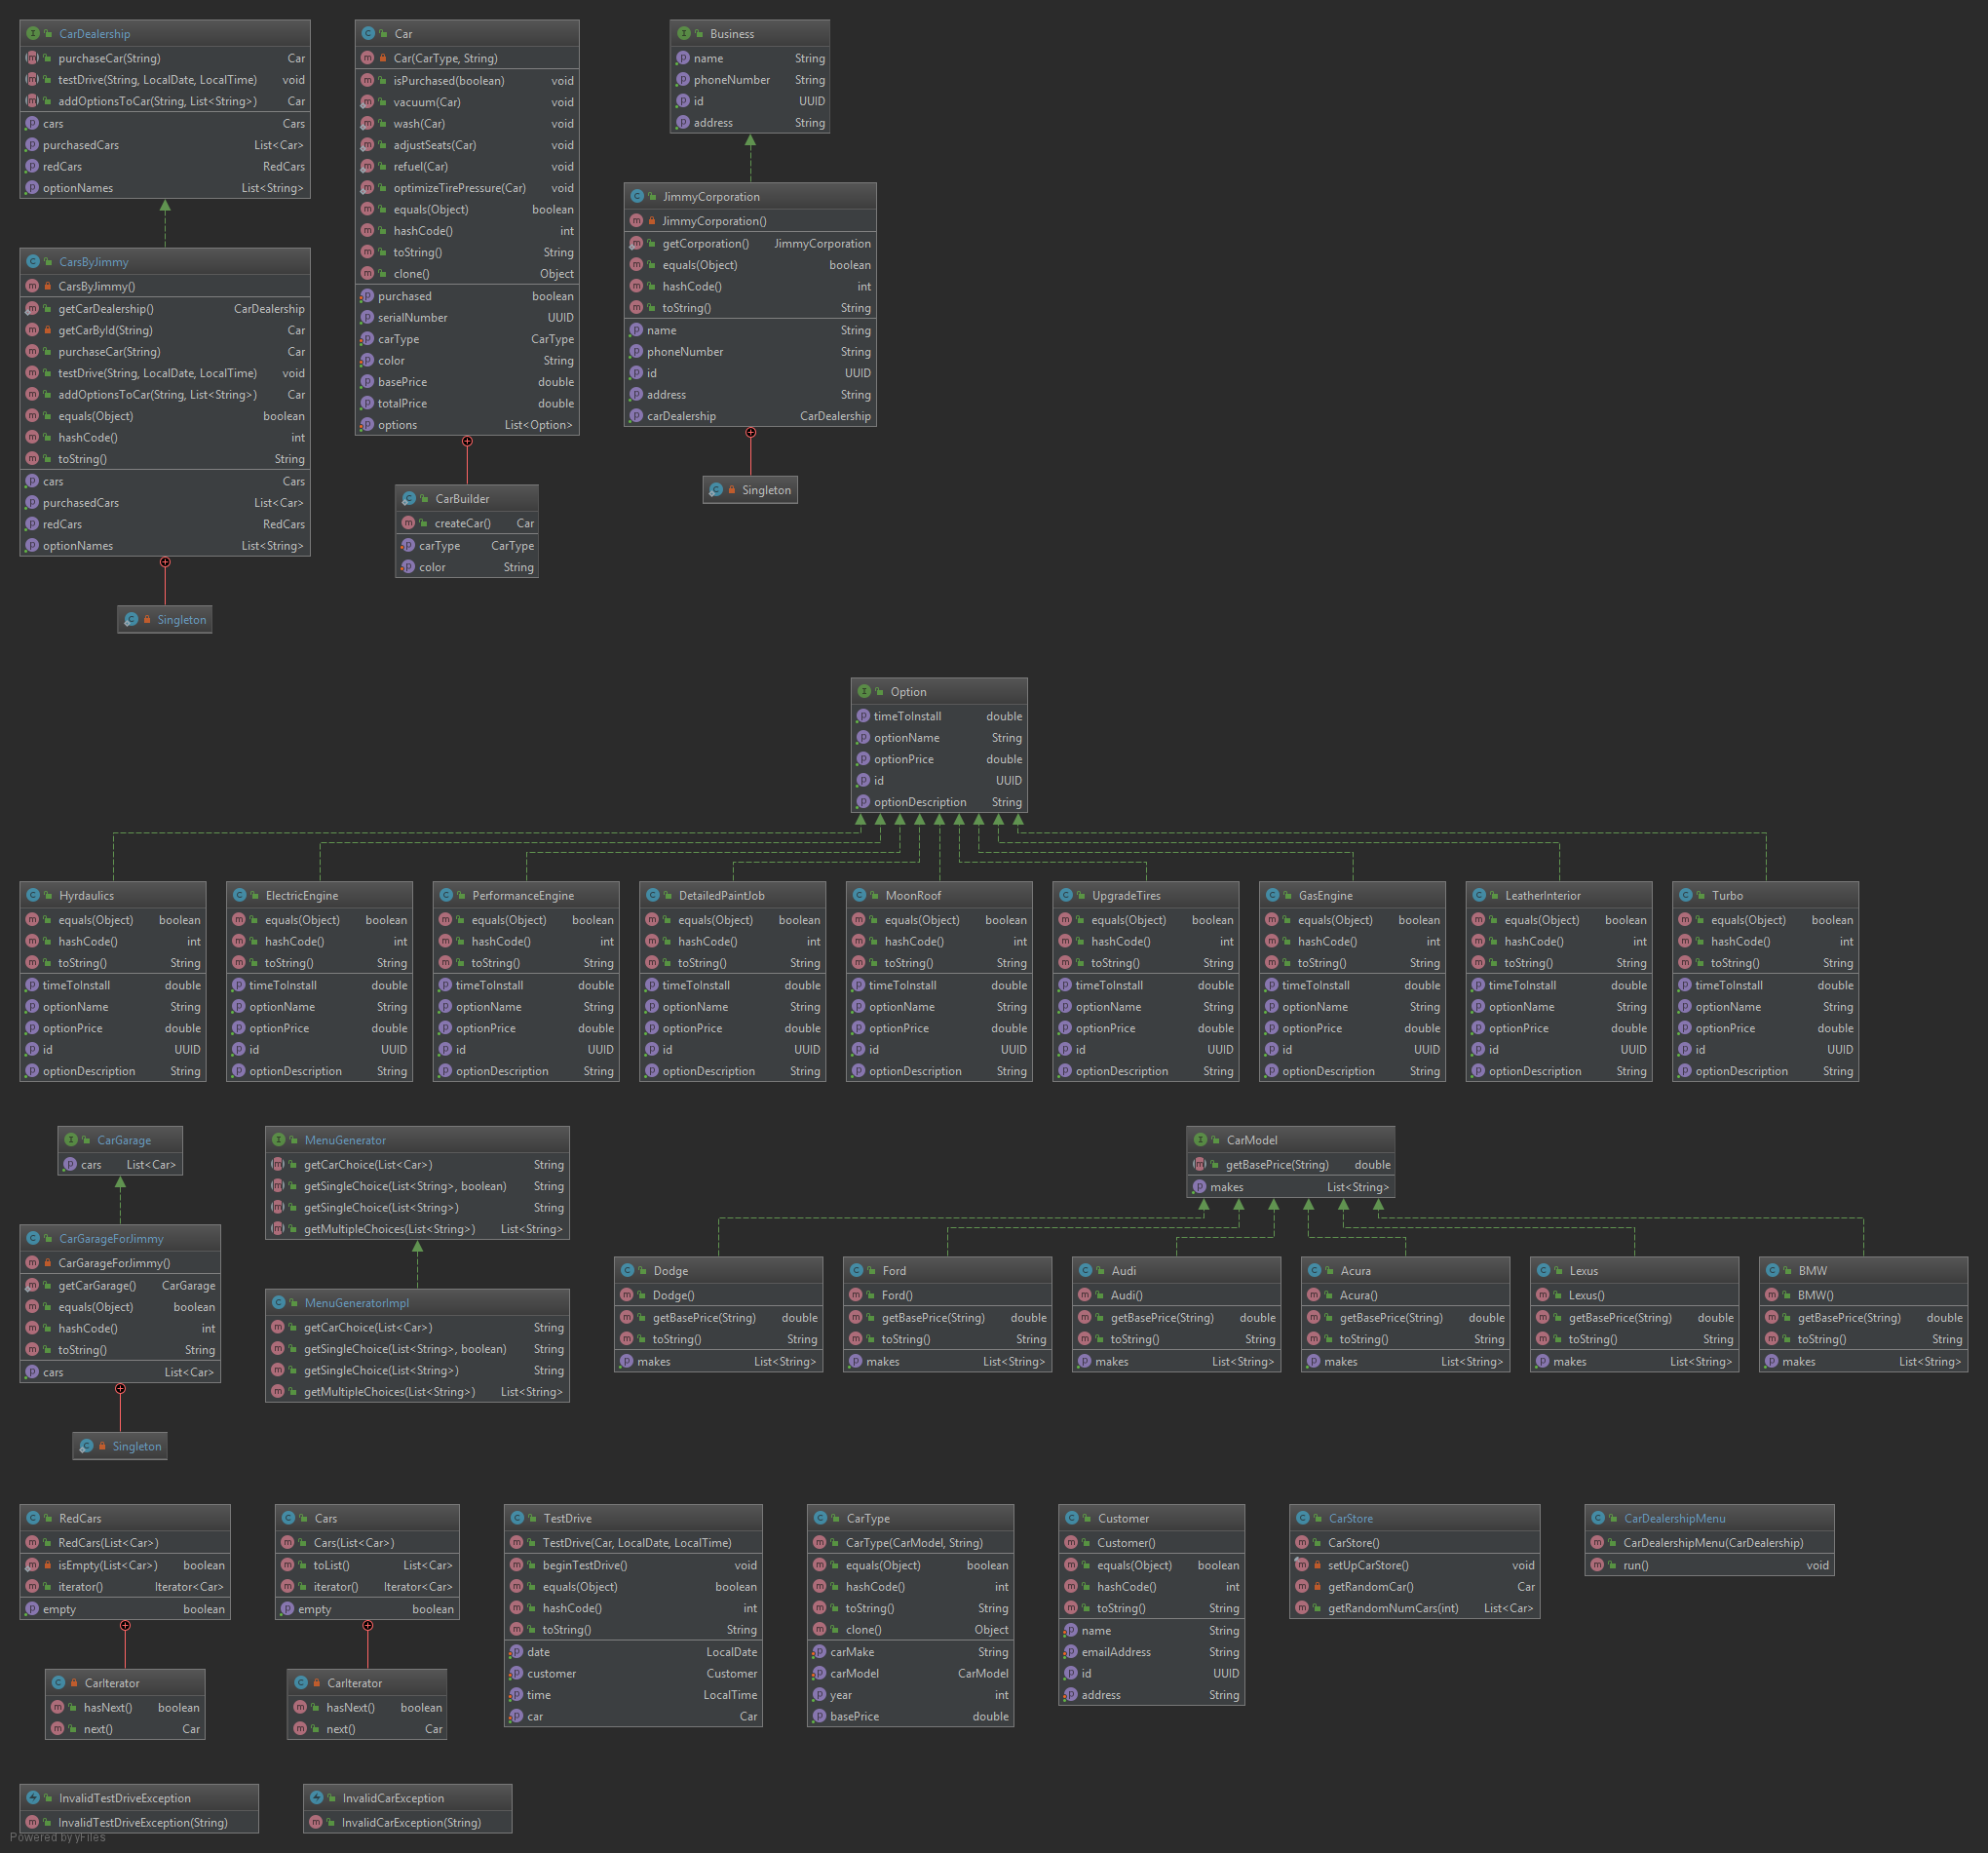 CarDealership
purchaseCar(String) Car
testDrive(String, LocalDate, LocalTime) void
addOptionsToCar(String, List<String>) Car
cars Cars
purchasedCars List<Car>
redCars RedCars
optionNames List<String>
CarsByJimmy
CarsByJimmy()
getCarDealership() CarDealership
getCarById(String) Car
purchaseCar(String) Car
testDrive(String, LocalDate, LocalTime) void
addOptionsToCar(String, List<String>) Car
equals(Object) boolean
hashCode() int
toString() String
cars Cars
purchasedCars List<Car>
redCars RedCars
optionNames List<String>
Singleton
Car
Car(CarType, String)
isPurchased(boolean) void
vacuum(Car) void
wash(Car) void
adjustSeats(Car) void
refuel(Car) void
optimizeTirePressure(Car) void
equals(Object) boolean
hashCode() int
toString() String
clone() Object
purchased boolean
serialNumber UUID
carType CarType
color String
basePrice double
totalPrice double
options List<Option>
CarBuilder
createCar() Car
carType CarType
color String
Business
name String
phoneNumber String
id UUID
address String
JimmyCorporation
JimmyCorporation()
getCorporation() JimmyCorporation
equals(Object) boolean
hashCode() int
toString() String
name String
phoneNumber String
id UUID
address String
carDealership CarDealership
Singleton
Option
timeToInstall double
optionName String
optionPrice double
id UUID
optionDescription String
Hyrdaulics
equals(Object) boolean
hashCode() int
toString() String
timeToInstall double
optionName String
optionPrice double
id UUID
optionDescription String
ElectricEngine
equals(Object) boolean
hashCode() int
toString() String
timeToInstall double
optionName String
optionPrice double
id UUID
optionDescription String
PerformanceEngine
equals(Object) boolean
hashCode() int
toString() String
timeToInstall double
optionName String
optionPrice double
id UUID
optionDescription String
DetailedPaintJob
equals(Object) boolean
hashCode() int
toString() String
timeToInstall double
optionName String
optionPrice double
id UUID
optionDescription String
MoonRoof
equals(Object) boolean
hashCode() int
toString() String
timeToInstall double
optionName String
optionPrice double
id UUID
optionDescription String
UpgradeTires
equals(Object) boolean
hashCode() int
toString() String
timeToInstall double
optionName String
optionPrice double
id UUID
optionDescription String
GasEngine
equals(Object) boolean
hashCode() int
toString() String
timeToInstall double
optionName String
optionPrice double
id UUID
optionDescription String
LeatherInterior
equals(Object) boolean
hashCode() int
toString() String
timeToInstall double
optionName String
optionPrice double
id UUID
optionDescription String
Turbo
equals(Object) boolean
hashCode() int
toString() String
timeToInstall double
optionName String
optionPrice double
id UUID
optionDescription String
CarGarage
cars List<Car>
CarGarageForJimmy
CarGarageForJimmy()
getCarGarage() CarGarage
equals(Object) boolean
hashCode() int
toString() String
cars List<Car>
Singleton
MenuGenerator
getCarChoice(List<Car>) String
getSingleChoice(List<String>, boolean) String
getSingleChoice(List<String>) String
getMultipleChoices(List<String>) List<String>
MenuGeneratorImpl
getCarChoice(List<Car>) String
getSingleChoice(List<String>, boolean) String
getSingleChoice(List<String>) String
getMultipleChoices(List<String>) List<String>
CarModel
getBasePrice(String) double
makes List<String>
Dodge
Dodge()
getBasePrice(String) double
toString() String
makes List<String>
Ford
Ford()
getBasePrice(String) double
toString() String
makes List<String>
Audi
Audi()
getBasePrice(String) double
toString() String
makes List<String>
Acura
Acura()
getBasePrice(String) double
toString() String
makes List<String>
Lexus
Lexus()
getBasePrice(String) double
toString() String
makes List<String>
BMW
BMW()
getBasePrice(String) double
toString() String
makes List<String>
RedCars
RedCars(List<Car>)
isEmpty(List<Car>) boolean
iterator() Iterator<Car>
empty boolean
CarIterator
hasNext() boolean
next() Car
Cars
Cars(List<Car>)
toList() List<Car>
iterator() Iterator<Car>
empty boolean
CarIterator
hasNext() boolean
next() Car
TestDrive
TestDrive(Car, LocalDate, LocalTime)
beginTestDrive() void
equals(Object) boolean
hashCode() int
toString() String
date LocalDate
customer Customer
time LocalTime
car Car
CarType
CarType(CarModel, String)
equals(Object) boolean
hashCode() int
toString() String
clone() Object
carMake String
carModel CarModel
year int
basePrice double
Customer
Customer()
equals(Object) boolean
hashCode() int
toString() String
name String
emailAddress String
id UUID
address String
CarStore
CarStore()
setUpCarStore() void
getRandomCar() Car
getRandomNumCars(int) List<Car>
CarDealershipMenu
CarDealershipMenu(CarDealership)
run() void
InvalidTestDriveException
InvalidTestDriveException(String)
InvalidCarException
InvalidCarException(String)
Powered by yFiles